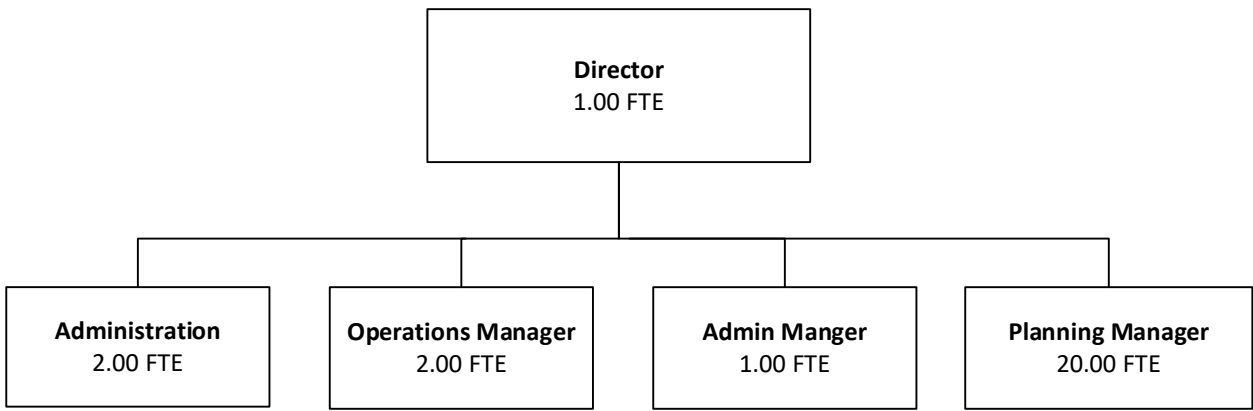 Director
1.00 FTE
Administration
2.00 FTE
Operations Manager
2.00 FTE
Admin Manger
1.00 FTE
Planning Manager
20.00 FTE